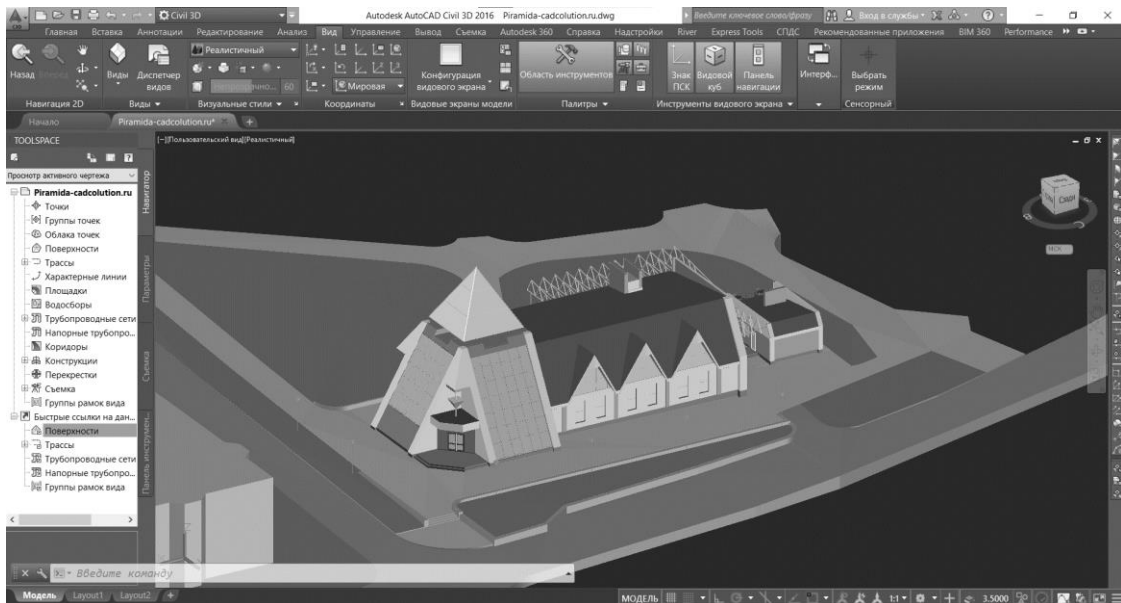 Civil 3D
Autodesk AutoCAD Civil 3D 2016 Piramida-cadcolution.ru.dwg
Введите ключевое слово/фразу
Вход в службы
Главная Вставка Аннотации Редактирование Анализ Вид Управление Вывод Съемка Autodesk 360 Справка Надстройки River Express Tools СПДС Рекомендованные приложения BIM 360 Performance
Назад Вперед
Виды
Диспетчер видов
Реалистичный
60
Мировая
Конфигурация видового экрана
Область инструментов
Знак ПСК
Видовой куб
Панель навигации
Интерф...
Выбрать режим
Навигация 2D
Виды
Визуальные стили
Координаты
Видовые экраны модели
Палитры
Инструменты видового экрана
Сенсорный
Начало
Piramida-cadcolution.ru*
TOOLSPACE
[−][Пользовательский вид][Реалистичный]
Просмотр активного чертежа
Piramida-cadcolution.ru
Точки
Группы точек
Облака точек
Поверхности
Трассы
Характерные линии
Площадки
Водосборы
Трубопроводные сети
Напорные трубопро...
Коридоры
Конструкции
Перекрестки
Съемка
Группы рамок вида
Быстрые ссылки на дан...
Поверхности
Трассы
Трубопроводные сети
Напорные трубопро...
Группы рамок вида
Навигатор
Параметры
Съемка
Панель инструмен...
МСК
Введите команду
Модель Layout1 Layout2 +
МОДЕЛЬ
1:1
3.5000